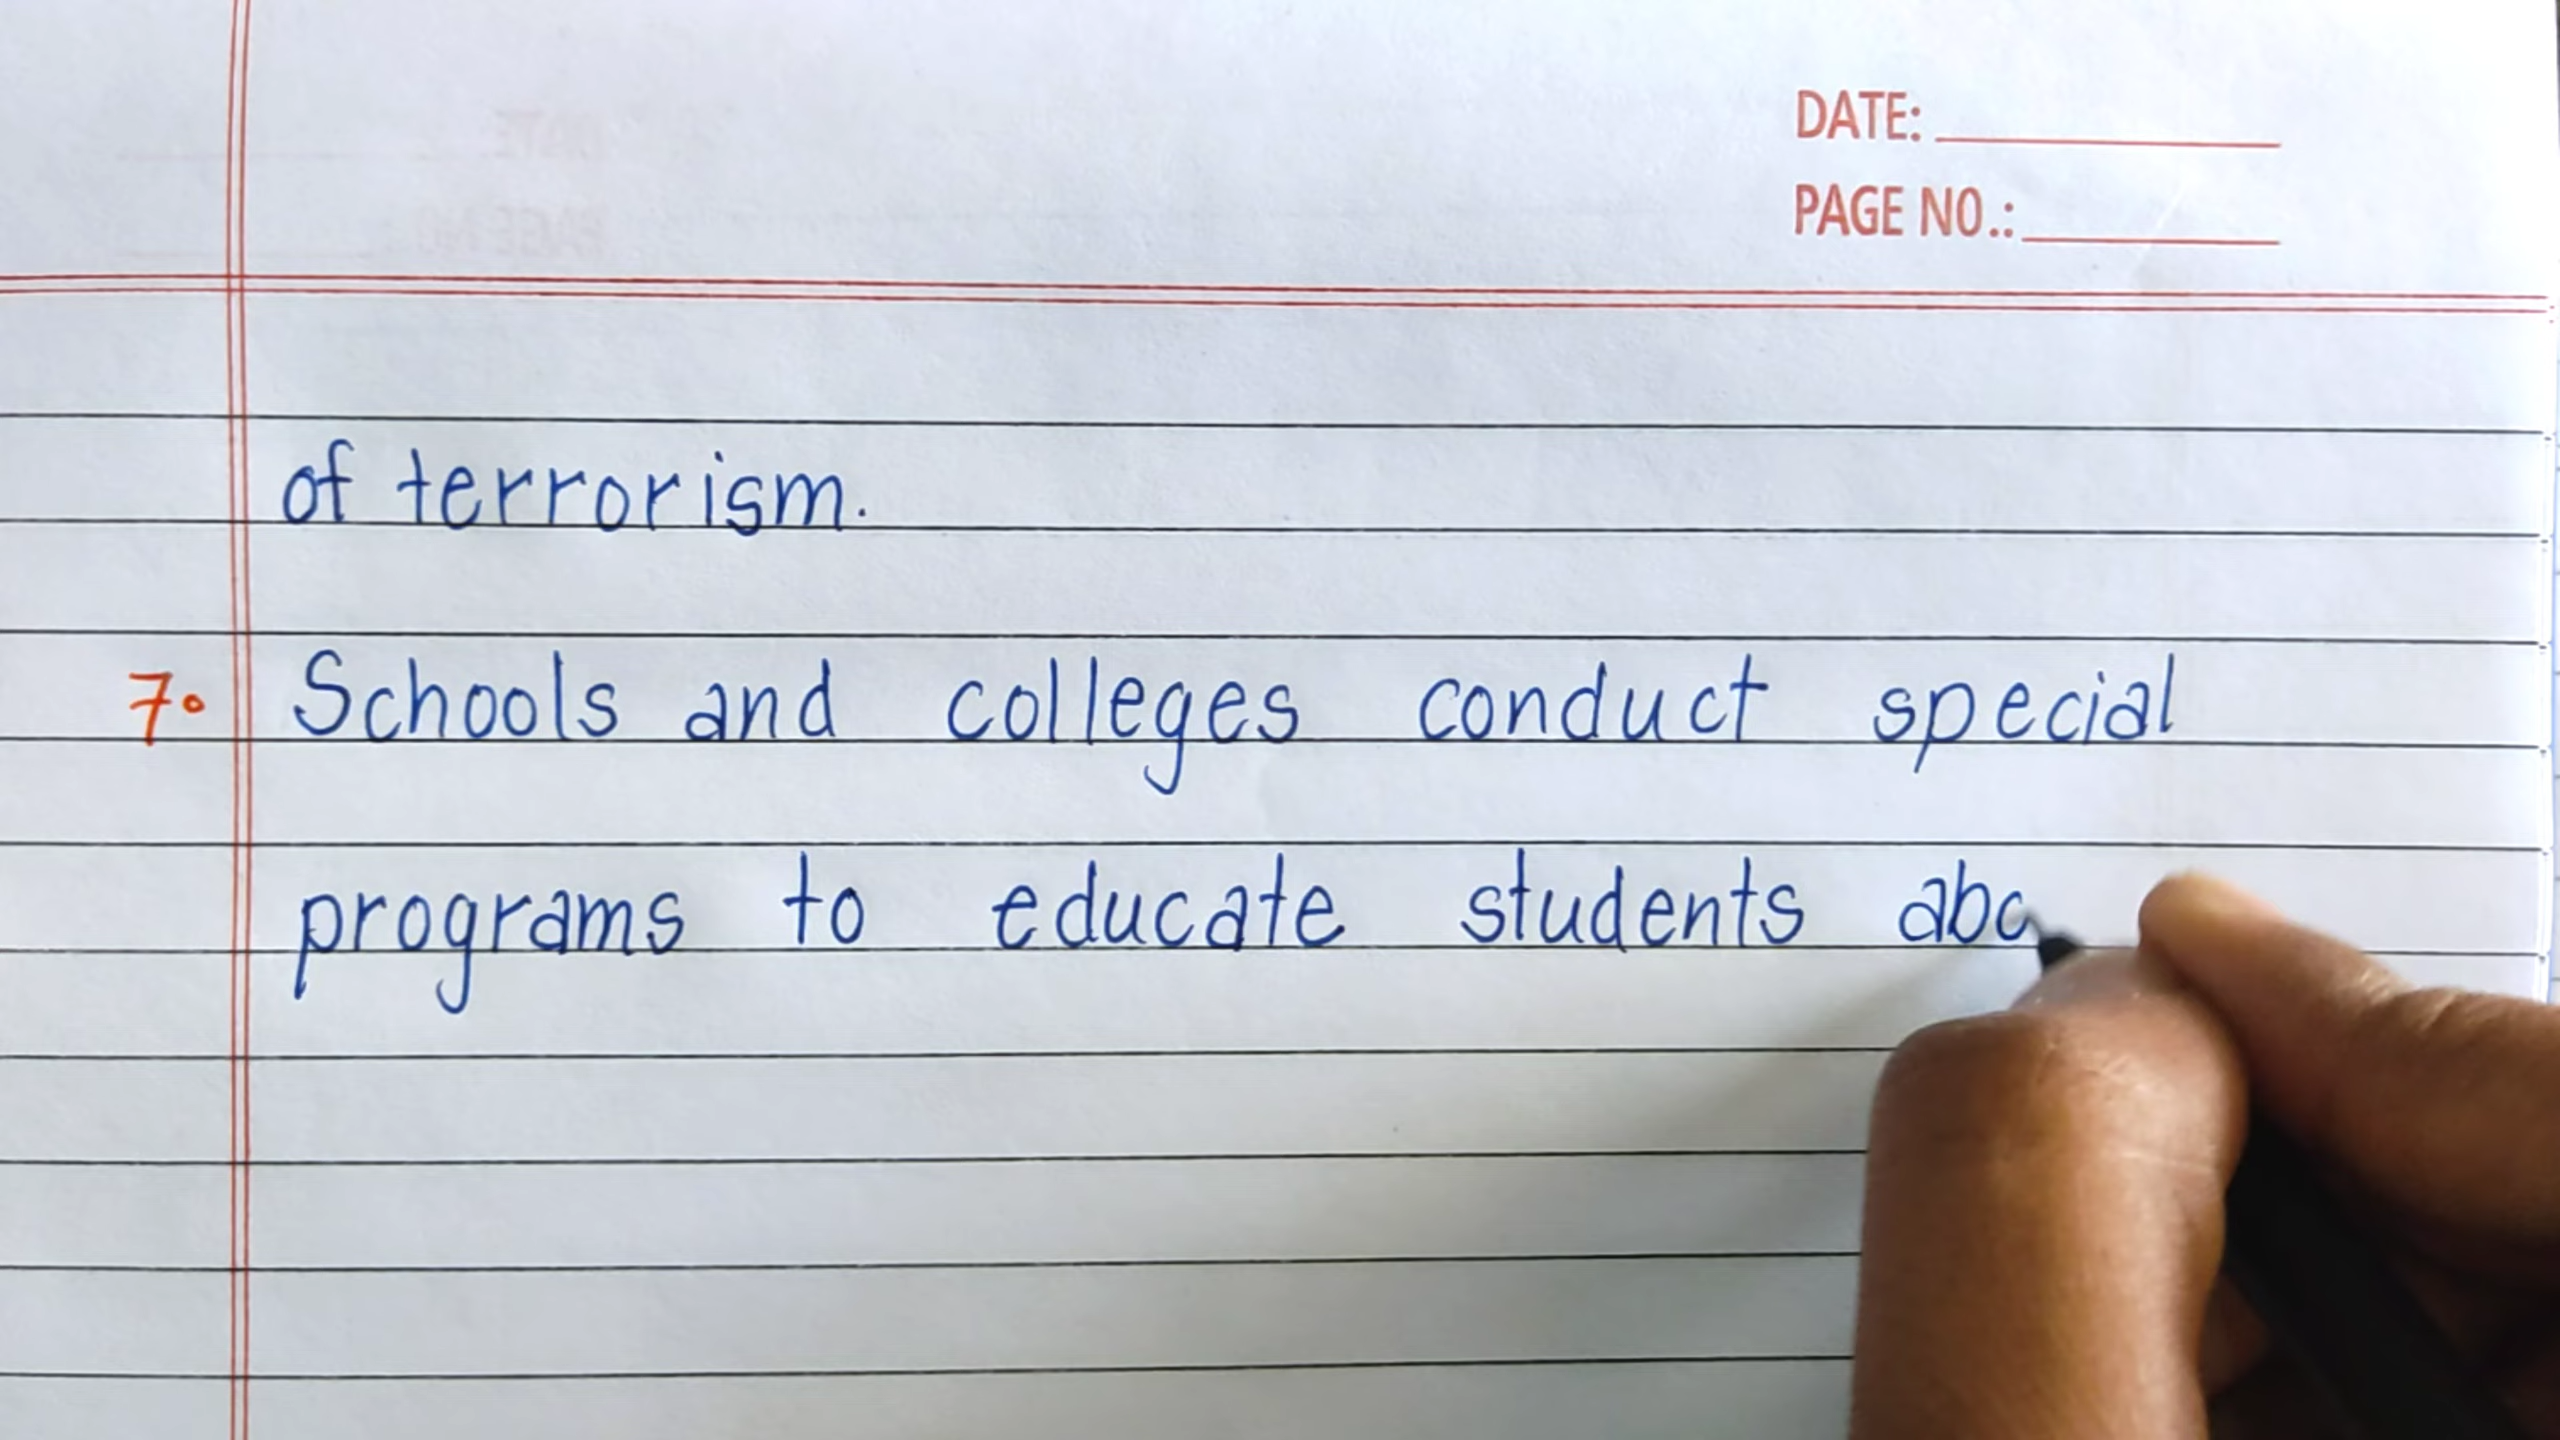 DATE:
PAGE NO.:
of terrorism.
7. Schools and colleges conduct special
programs to educate students abo